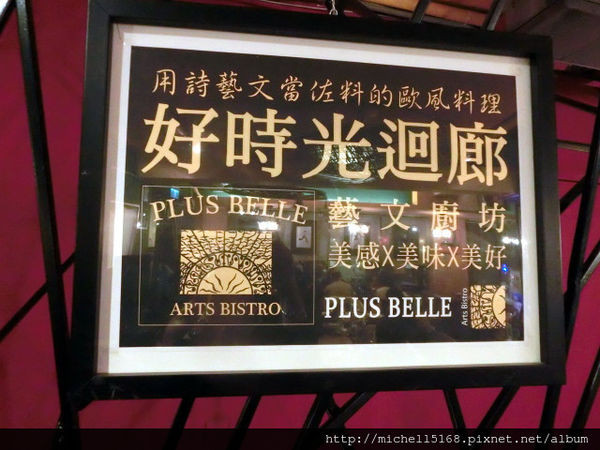 用詩藝文當佐料的歐風料理
好時光迴廊
PLUS BELLE
ARTS BISTRO
藝文廚坊
美感X美味X美好
PLUS BELLE
Arts Bistro
http://michell5168.pixnet.net/album